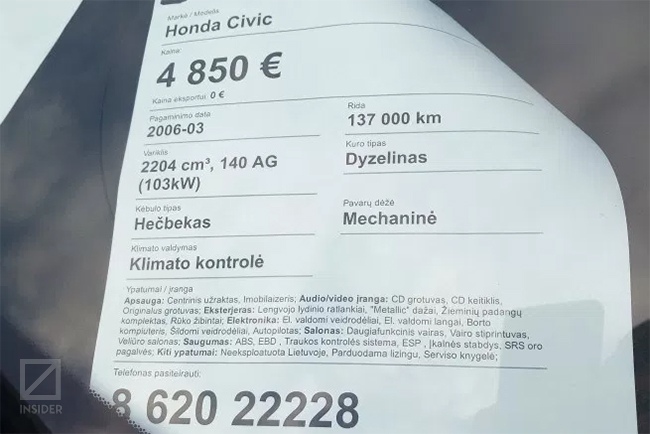 Markė / Modelis
Honda Civic
Kaina
4 850 €
Kaina eksportui: 0 €
Pagaminimo data
2006-03
Rida
137 000 km
Variklis
2204 cm³, 140 AG
(103kW)
Kuro tipas
Dyzelinas
Kėbulo tipas
Hečbekas
Pavarų dėžė
Mechaninė
Klimato valdymas
Klimato kontrolė
Ypatumai / įranga
Apsauga: Centrinis užraktas, Imobilaizeris; Audio/video įranga: CD grotuvas, CD keitiklis,
Originalus grotuvas; Eksterjeras: Lengvojo lydinio ratlankiai, "Metallic" dažai, Žieminių padangų
komplektas, Rūko žibintai; Elektronika: El. valdomi veidrodėliai, El. valdomi langai, Borto
kompiuteris, Šildomi veidrodėliai, Autopilotas; Salonas: Daugiafunkcinis vairas, Vairo stiprintuvas,
Veliūro salonas; Saugumas: ABS, EBD , Traukos kontrolės sistema, ESP , Įkalnės stabdys, SRS oro
pagalvės; Kiti ypatumai: Neeksploatuota Lietuvoje, Parduodama lizingu, Serviso knygelė;
Telefonas pasiteirauti:
8 620 22228
INSIDER